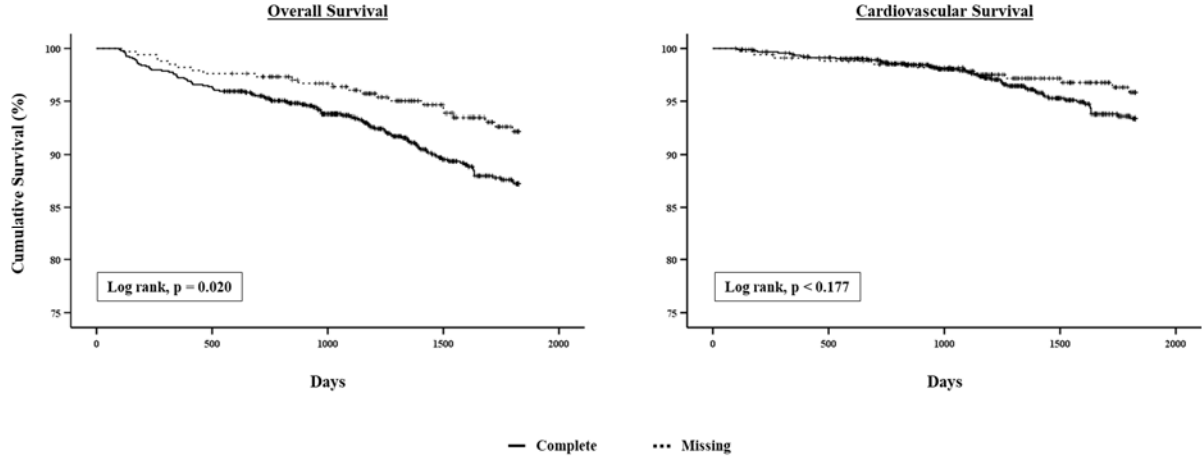 Overall Survival
Cardiovascular Survival
Cumulative Survival (%)
100
95
90
85
80
75
Log rank, p = 0.020
0
500
1000
1500
2000
Days
100
95
90
85
80
75
Log rank, p < 0.177
0
500
1000
1500
2000
Days
Complete
Missing